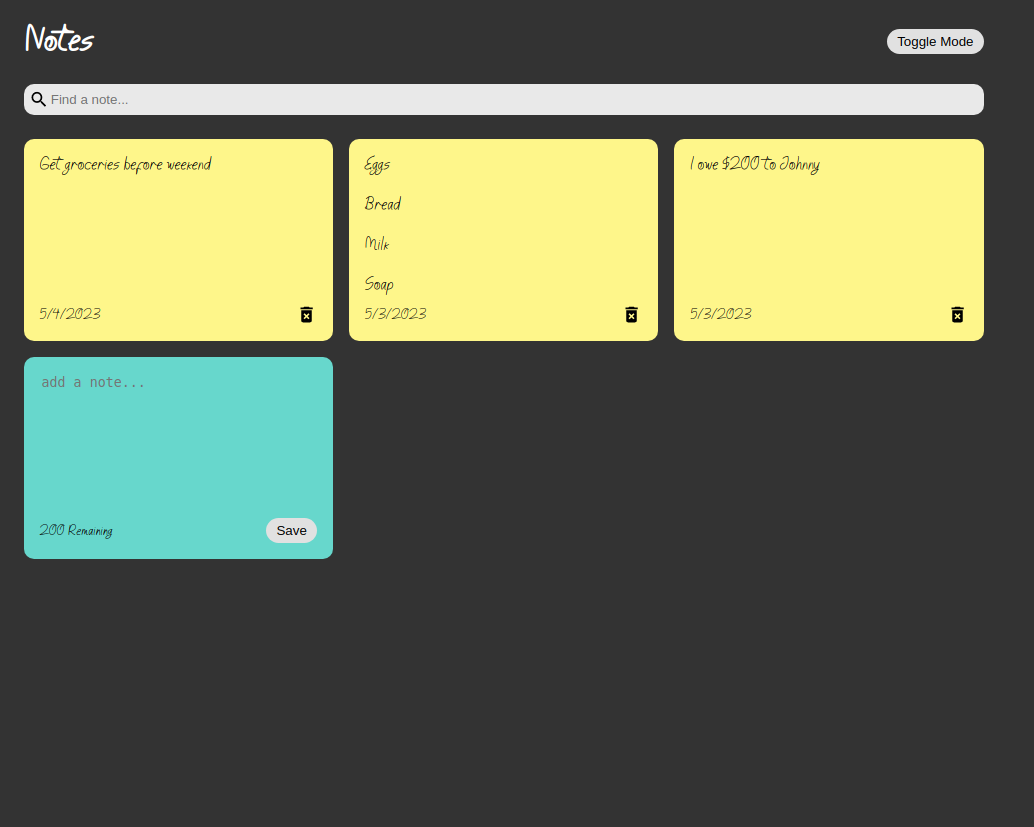 Notes
Toggle Mode
Find a note...
Get groceries before weekend
5/4/2023
Eggs
Bread
Milk
Soap
5/3/2023
I owe $200 to Johnny
5/3/2023
add a note...
200 Remaining
Save